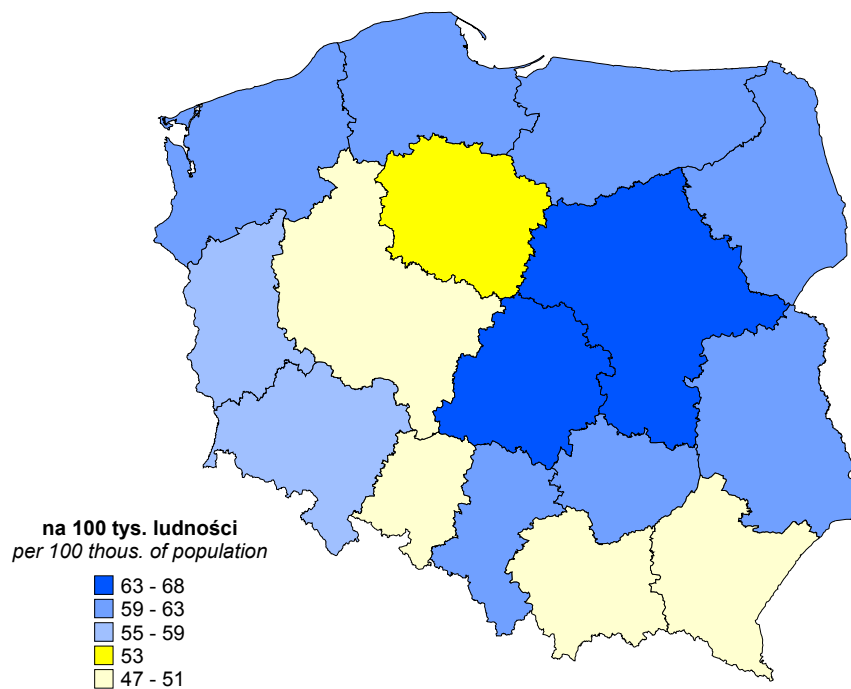 na 100 tys. ludności
per 100 thous. of population
63 - 68
59 - 63
55 - 59
53
47 - 51